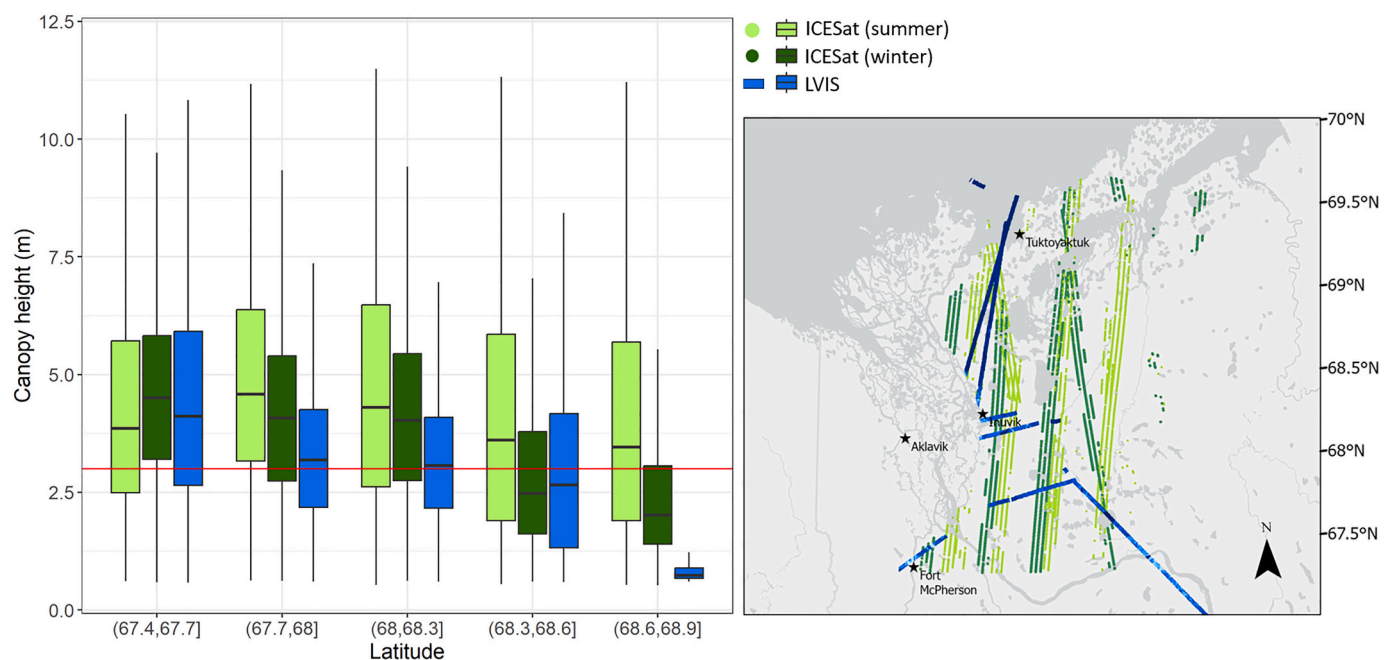 12.5
10.0
7.5
5.0
2.5
0.0
Canopy height (m)
(67.4,67.7]
(67.7,68]
(68,68.3]
(68.3,68.6]
(68.6,68.9]
Latitude
ICESat (summer)
ICESat (winter)
LVIS
70°N
69.5°N
69°N
68.5°N
68°N
67.5°N
Tuktoyaktuk
Inuvik
Aklavik
Fort
McPherson
N